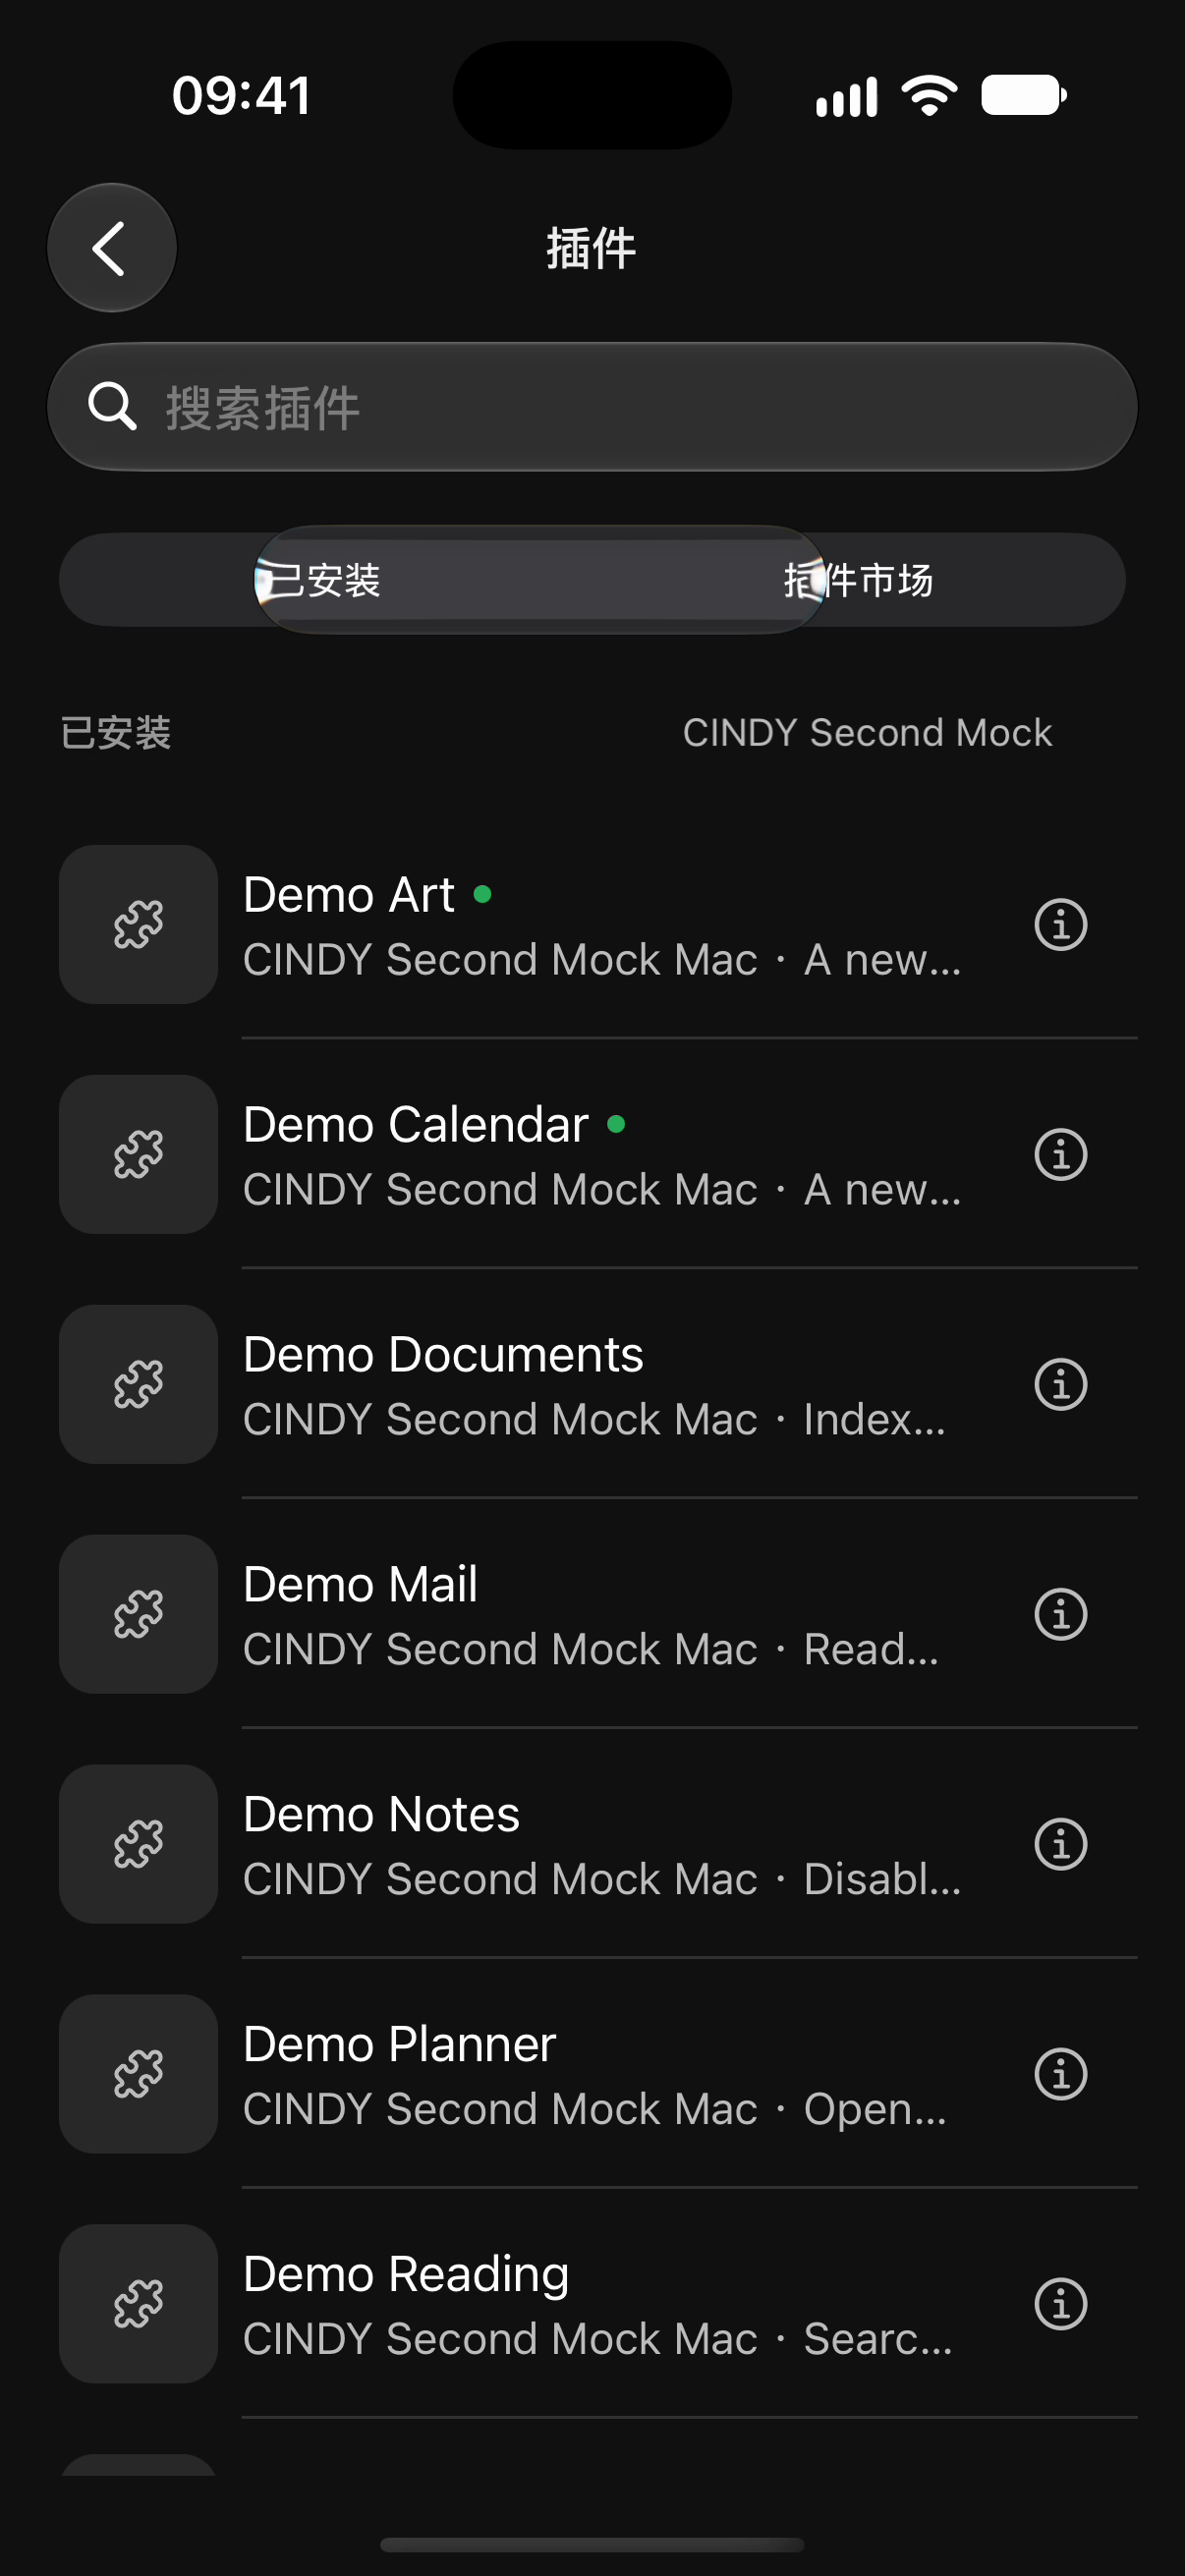 09:41
插件
搜索插件
已安装 插件市场
已安装 CINDY Second Mock
Demo Art
CINDY Second Mock Mac · A new...
Demo Calendar
CINDY Second Mock Mac · A new...
Demo Documents
CINDY Second Mock Mac · Index...
Demo Mail
CINDY Second Mock Mac · Read...
Demo Notes
CINDY Second Mock Mac · Disabl...
Demo Planner
CINDY Second Mock Mac · Open...
Demo Reading
CINDY Second Mock Mac · Searc...